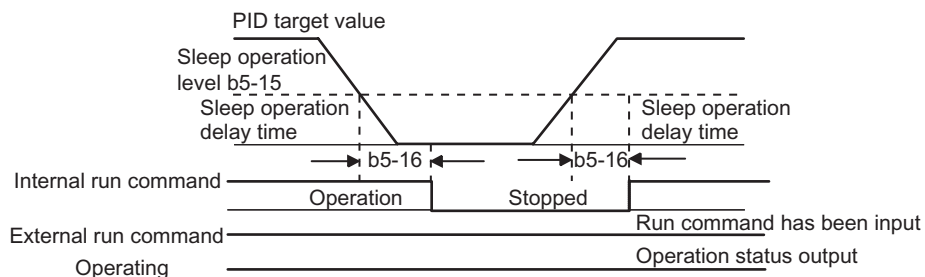 PID target value
Sleep operation
level b5-15
Sleep operation
delay time
Sleep operation
delay time
b5-16
b5-16
Internal run command
Operation
Stopped
Run command has been input
External run command
Operation status output
Operating